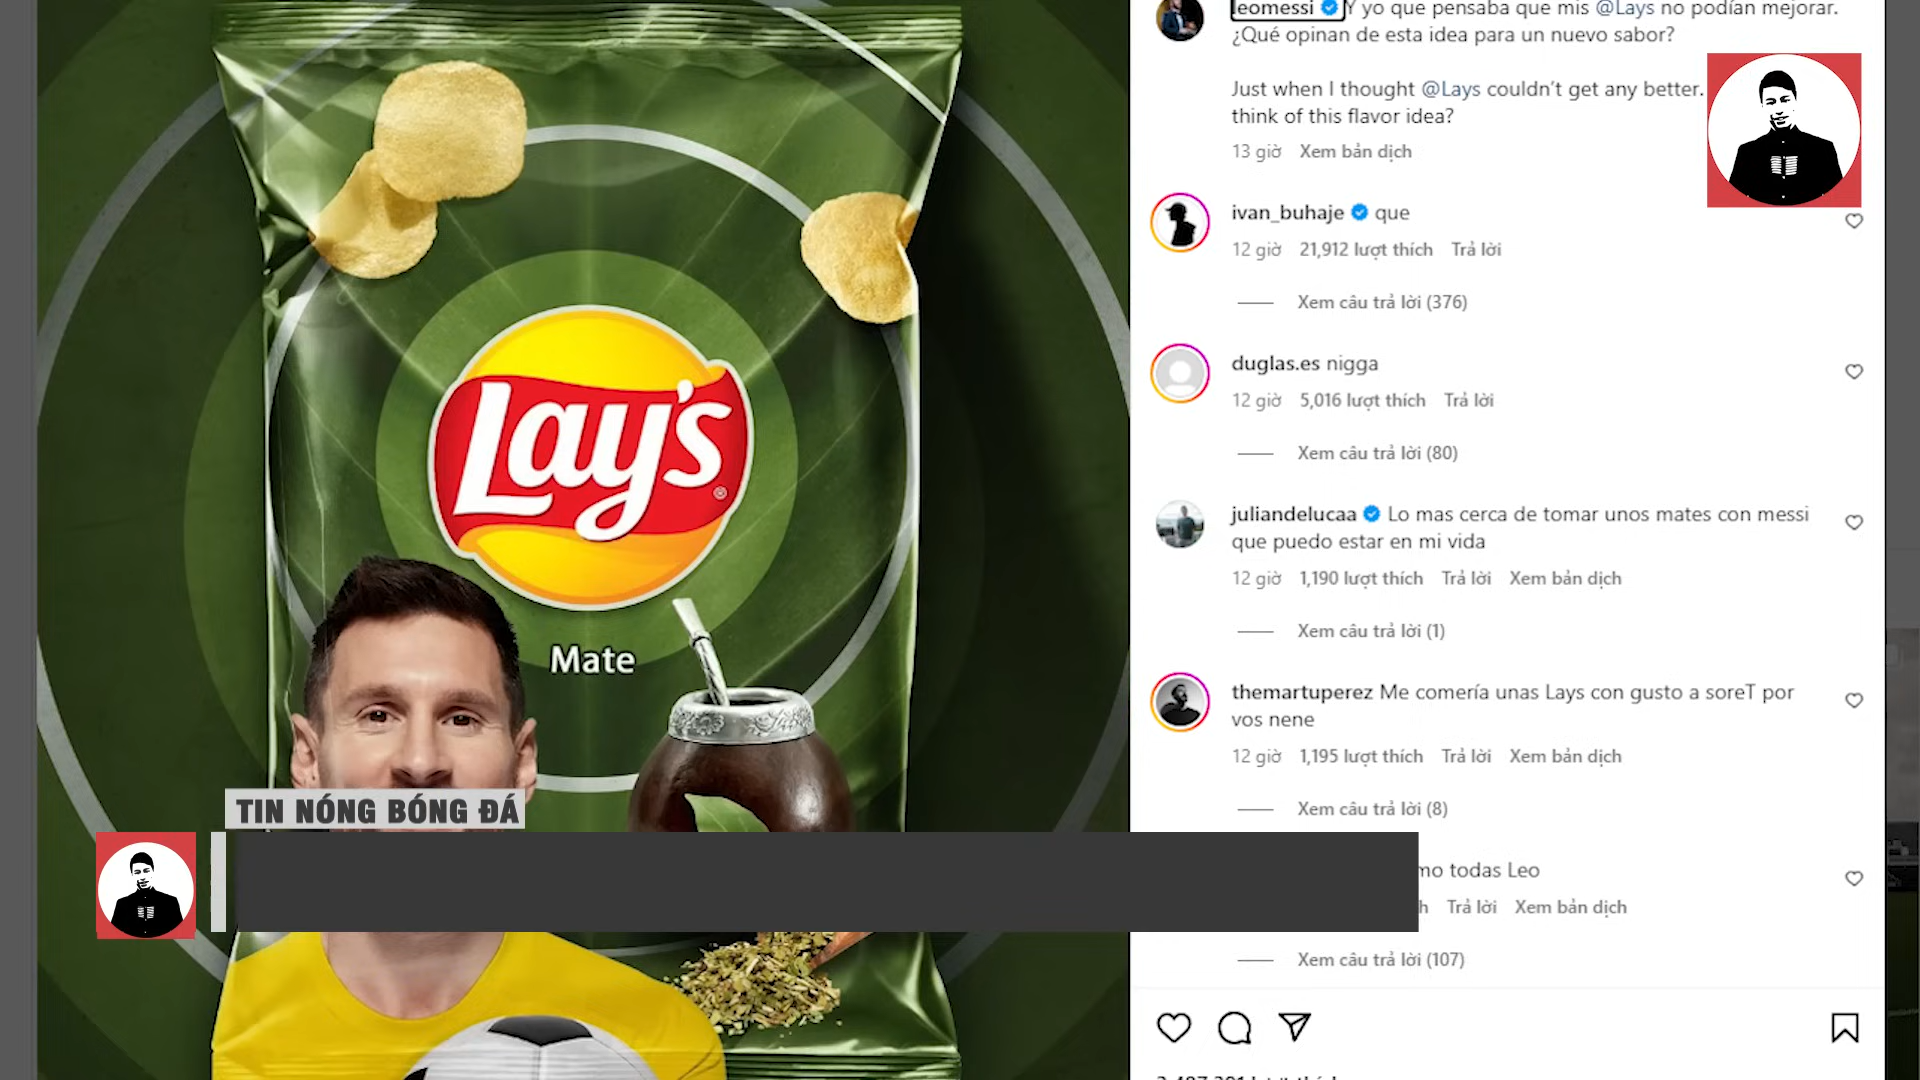 Lay's
®
Mate
TIN NÓNG BÓNG ĐÁ
leomessi Y yo que pensaba que mis @Lays no podían mejorar.
¿Qué opinan de esta idea para un nuevo sabor?
Just when I thought @Lays couldn't get any better.
think of this flavor idea?
13 giờ Xem bản dịch
ivan_buhaje que
12 giờ 21,912 lượt thích Trả lời
Xem câu trả lời (376)
duglas.es nigga
12 giờ 5,016 lượt thích Trả lời
Xem câu trả lời (80)
juliandelucaa Lo mas cerca de tomar unos mates con messi
que puedo estar en mi vida
12 giờ 1,190 lượt thích Trả lời Xem bản dịch
Xem câu trả lời (1)
themartuperez Me comería unas Lays con gusto a soreT por
vos nene
12 giờ 1,195 lượt thích Trả lời Xem bản dịch
Xem câu trả lời (8)
todas Leo
Trả lời Xem bản dịch
Xem câu trả lời (107)